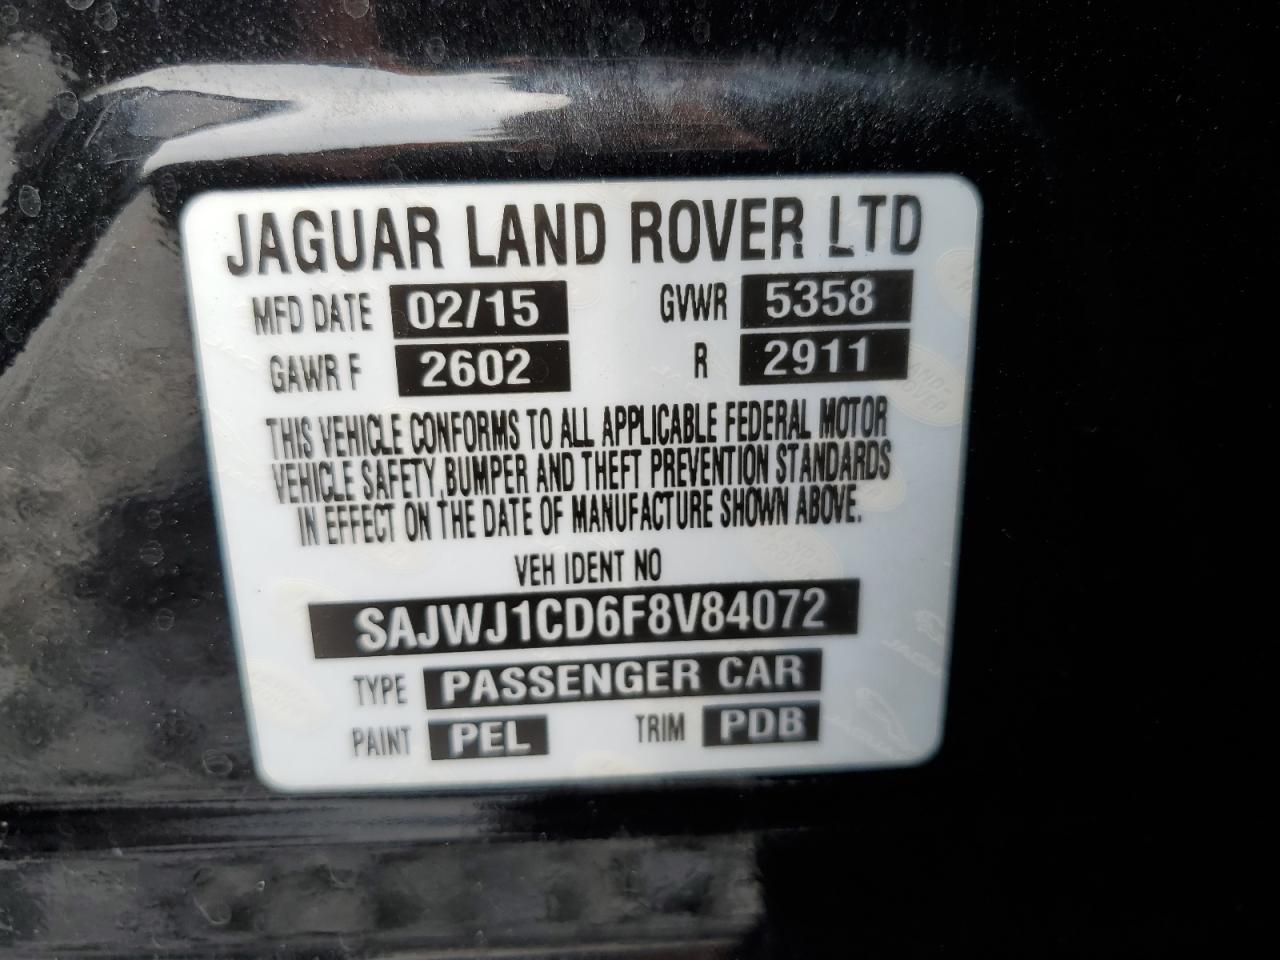 JAGUAR LAND ROVER LTD
MFD DATE 02/15 GVWR 5358
GAWR F 2602 R 2911
THIS VEHICLE CONFORMS TO ALL APPLICABLE FEDERAL MOTOR
VEHICLE SAFETY, BUMPER AND THEFT PREVENTION STANDARDS
IN EFFECT ON THE DATE OF MANUFACTURE SHOWN ABOVE.
VEH IDENT NO
SAJWJ1CD6F8V84072
TYPE PASSENGER CAR
PAINT PEL TRIM PDB